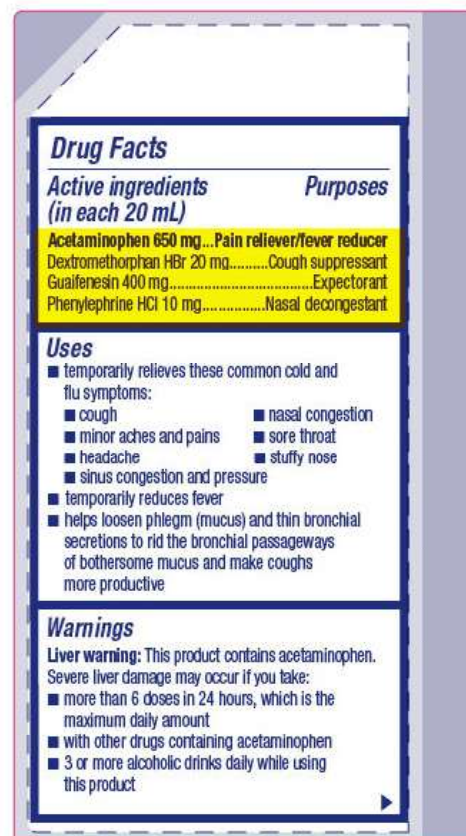 Drug Facts
Active ingredients Purposes
(in each 20 mL)
Acetaminophen 650 mg...Pain reliever/fever reducer
Dextromethorphan HBr 20 mg..........Cough suppressant
Guaifenesin 400 mg....................................Expectorant
Phenylephrine HCl 10 mg................Nasal decongestant
Uses
■ temporarily relieves these common cold and
flu symptoms:
■ cough ■ nasal congestion
■ minor aches and pains ■ sore throat
■ headache ■ stuffy nose
■ sinus congestion and pressure
■ temporarily reduces fever
■ helps loosen phlegm (mucus) and thin bronchial
secretions to rid the bronchial passageways
of bothersome mucus and make coughs
more productive
Warnings
Liver warning: This product contains acetaminophen.
Severe liver damage may occur if you take:
■ more than 6 doses in 24 hours, which is the
maximum daily amount
■ with other drugs containing acetaminophen
■ 3 or more alcoholic drinks daily while using
this product